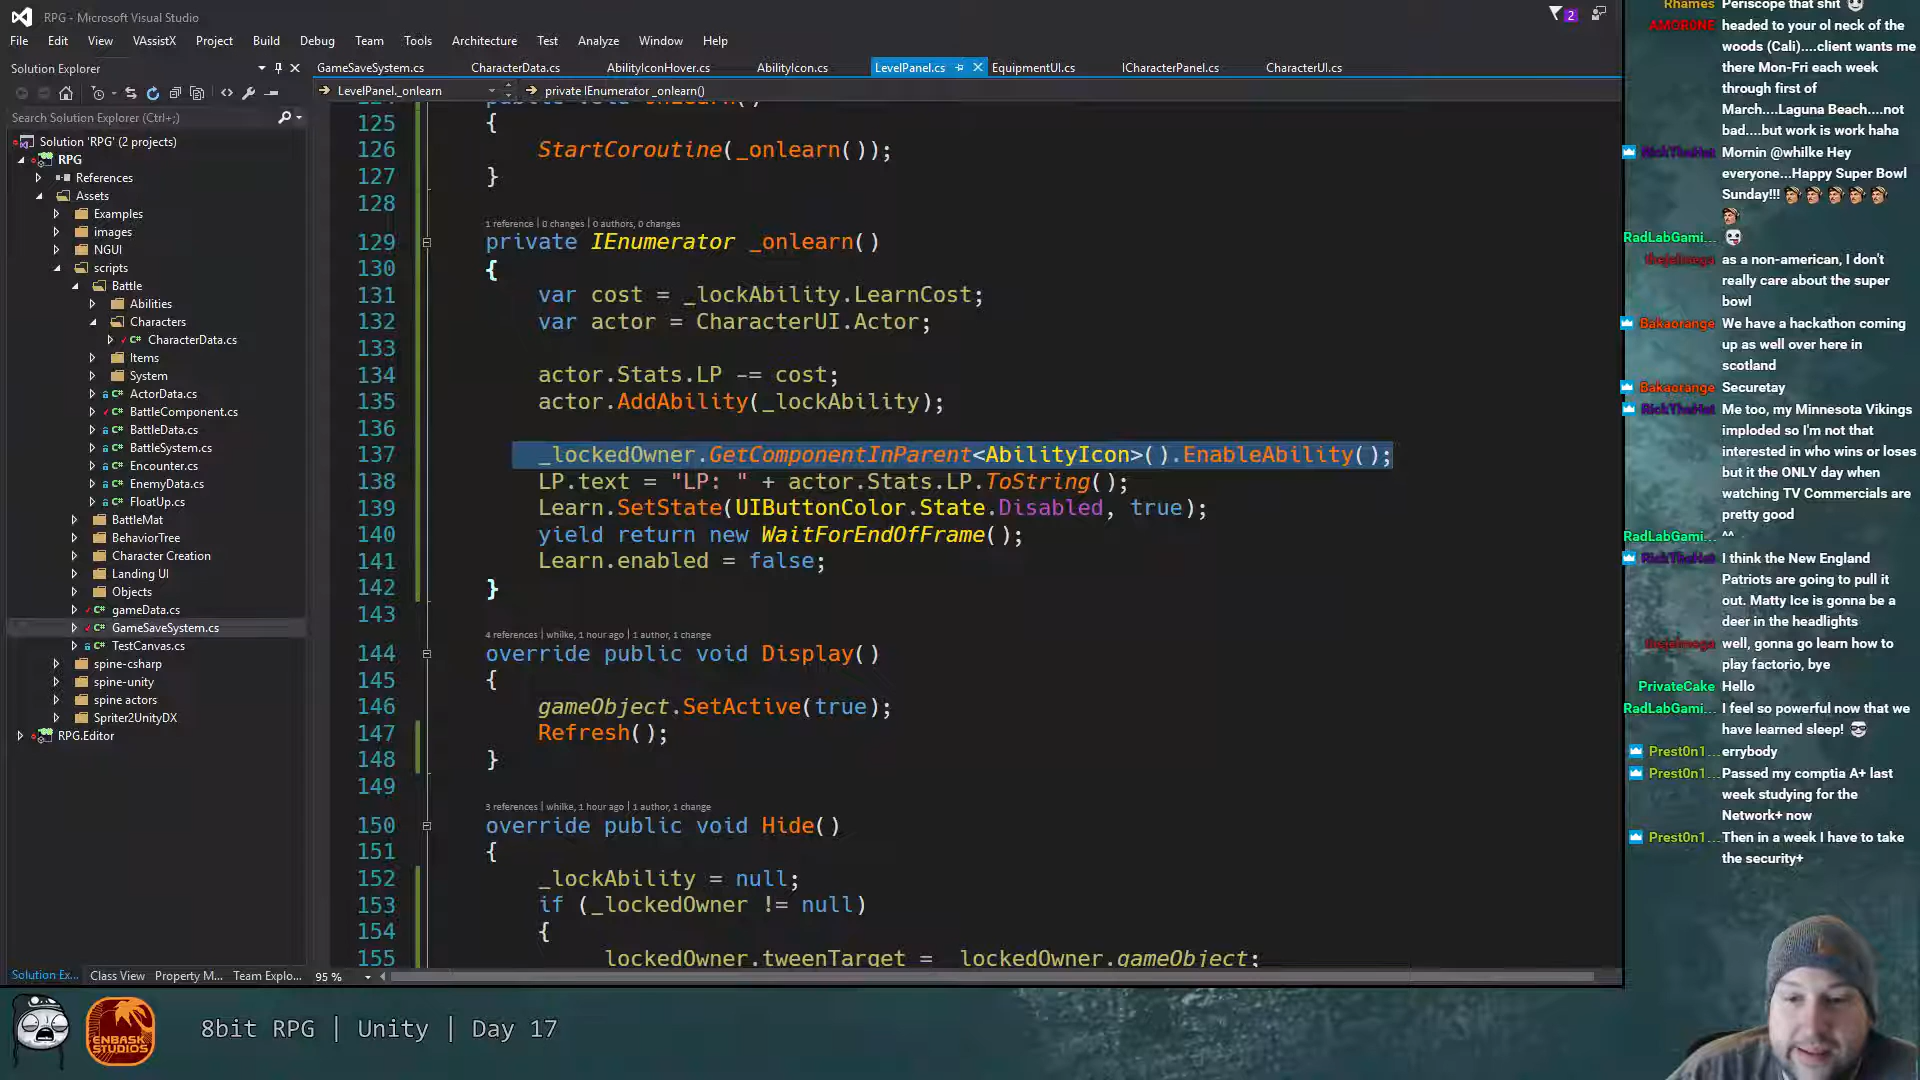 RPG - Microsoft Visual Studio
2
File Edit View VAssistX Project Build Debug Team Tools Architecture Test Analyze Window Help
Solution Explorer
Search Solution Explorer (Ctrl+;)
Solution 'RPG' (2 projects)
RPG
References
Assets
Examples
images
NGUI
scripts
Battle
Abilities
Characters
CharacterData.cs
Items
System
ActorData.cs
BattleComponent.cs
BattleData.cs
BattleSystem.cs
Encounter.cs
EnemyData.cs
FloatUp.cs
BattleMat
BehaviorTree
Character Creation
Landing UI
Objects
gameData.cs
GameSaveSystem.cs
TestCanvas.cs
spine-csharp
spine-unity
spine actors
Spriter2UnityDX
RPG.Editor
Solution Ex... Class View Property M... Team Explo...
GameSaveSystem.cs CharacterData.cs AbilityIconHover.cs AbilityIcon.cs LevelPanel.cs EquipmentUI.cs ICharacterPanel.cs CharacterUI.cs
LevelPanel._onlearn private IEnumerator _onlearn()
125 {
126 StartCoroutine(_onlearn());
127 }
128
1 reference | 0 changes | 0 authors, 0 changes
129 private IEnumerator _onlearn()
130 {
131 var cost = _lockAbility.LearnCost;
132 var actor = CharacterUI.Actor;
133
134 actor.Stats.LP -= cost;
135 actor.AddAbility(_lockAbility);
136
137 _lockedOwner.GetComponentInParent<AbilityIcon>().EnableAbility();
138 LP.text = "LP: " + actor.Stats.LP.ToString();
139 Learn.SetState(UIButtonColor.State.Disabled, true);
140 yield return new WaitForEndOfFrame();
141 Learn.enabled = false;
142 }
143
4 references | whilke, 1 hour ago | 1 author, 1 change
144 override public void Display()
145 {
146 gameObject.SetActive(true);
147 Refresh();
148 }
149
3 references | whilke, 1 hour ago | 1 author, 1 change
150 override public void Hide()
151 {
152 _lockAbility = null;
153 if (_lockedOwner != null)
154 {
155 lockedOwner.tweenTarget = lockedOwner.gameObject;
95 %
Rhames Periscope that shit
AMOR0NE headed to your ol neck of the
woods (Cali)....client wants me
there Mon-Fri each week
through first of
March....Laguna Beach....not
bad....but work is work haha
RickTheHat Mornin @whilke Hey
everyone...Happy Super Bowl
Sunday!!!
RadLabGami...
thejelmega as a non-american, I don't
really care about the super
bowl
Bakaorange We have a hackathon coming
up as well over here in
scotland
Bakaorange Securetay
RickTheHat Me too, my Minnesota Vikings
imploded so I'm not that
interested in who wins or loses
but it the ONLY day when
watching TV Commercials are
pretty good
RadLabGami... ^^
RickTheHat I think the New England
Patriots are going to pull it
out. Matty Ice is gonna be a
deer in the headlights
thejelmega well, gonna go learn how to
play factorio, bye
PrivateCake Hello
RadLabGami... I feel so powerful now that we
have learned sleep!
Prest0n1... errybody
Prest0n1... Passed my comptia A+ last
week studying for the
Network+ now
Prest0n1... Then in a week I have to take
the security+
ENBASK
STUDIOS
8bit RPG | Unity | Day 17